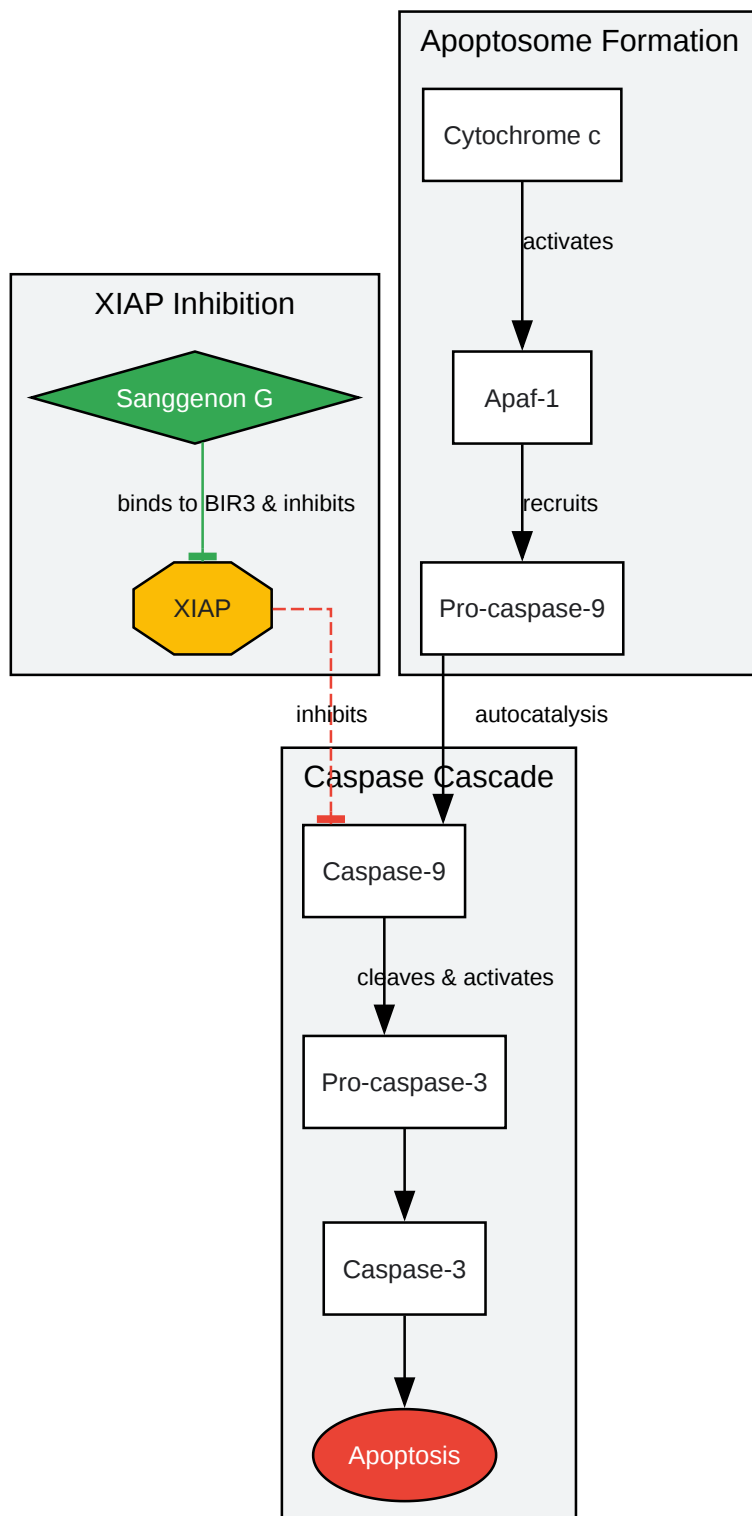 Apoptosome Formation
Cytochrome c
activates
XIAP Inhibition
Sanggenon G
Apaf-1
binds to BIR3 & inhibits
recruits
XIAP
Pro-caspase-9
inhibits
autocatalysis
Caspase Cascade
Caspase-9
cleaves & activates
Pro-caspase-3
Caspase-3
Apoptosis